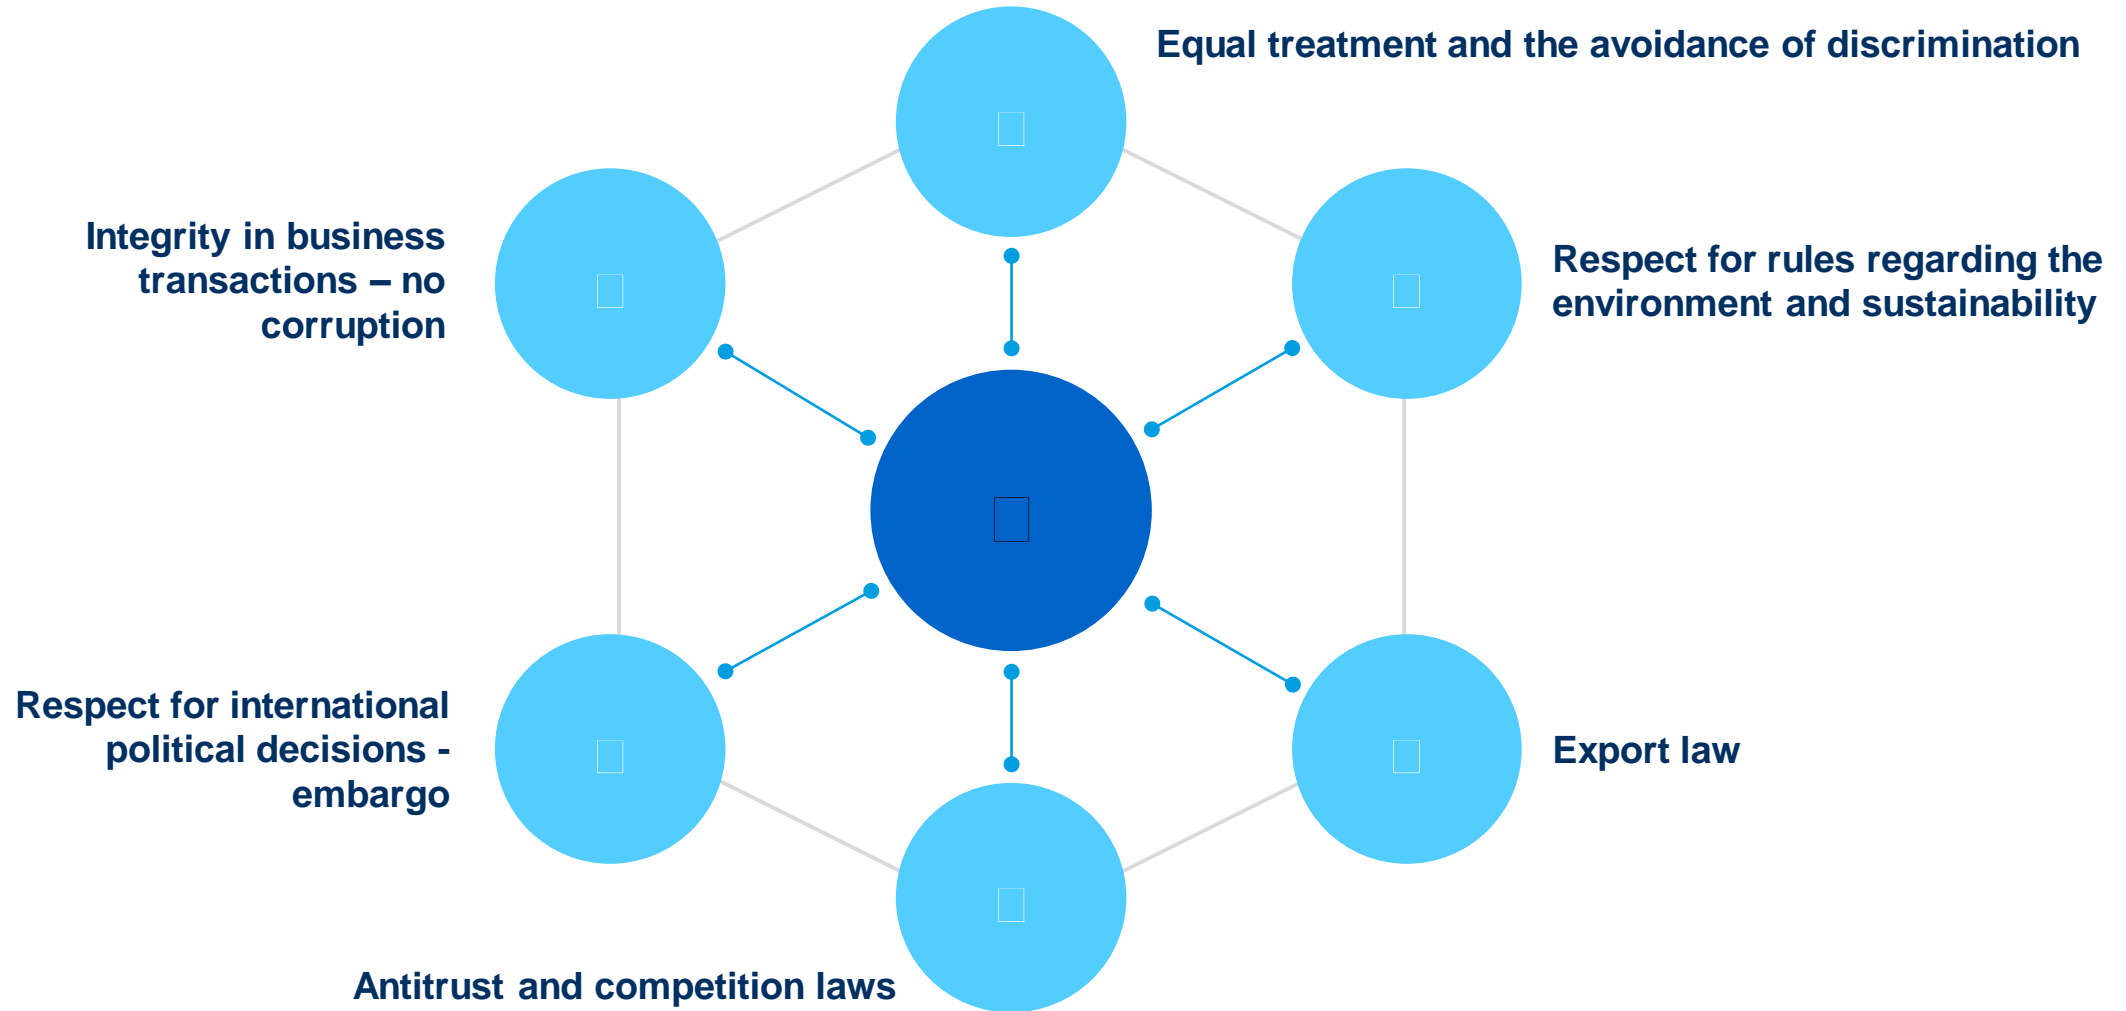 Equal treatment and the avoidance of discrimination
Integrity in business
transactions – no
corruption
Respect for rules regarding the
environment and sustainability
Respect for international
political decisions -
embargo
Export law
Antitrust and competition laws